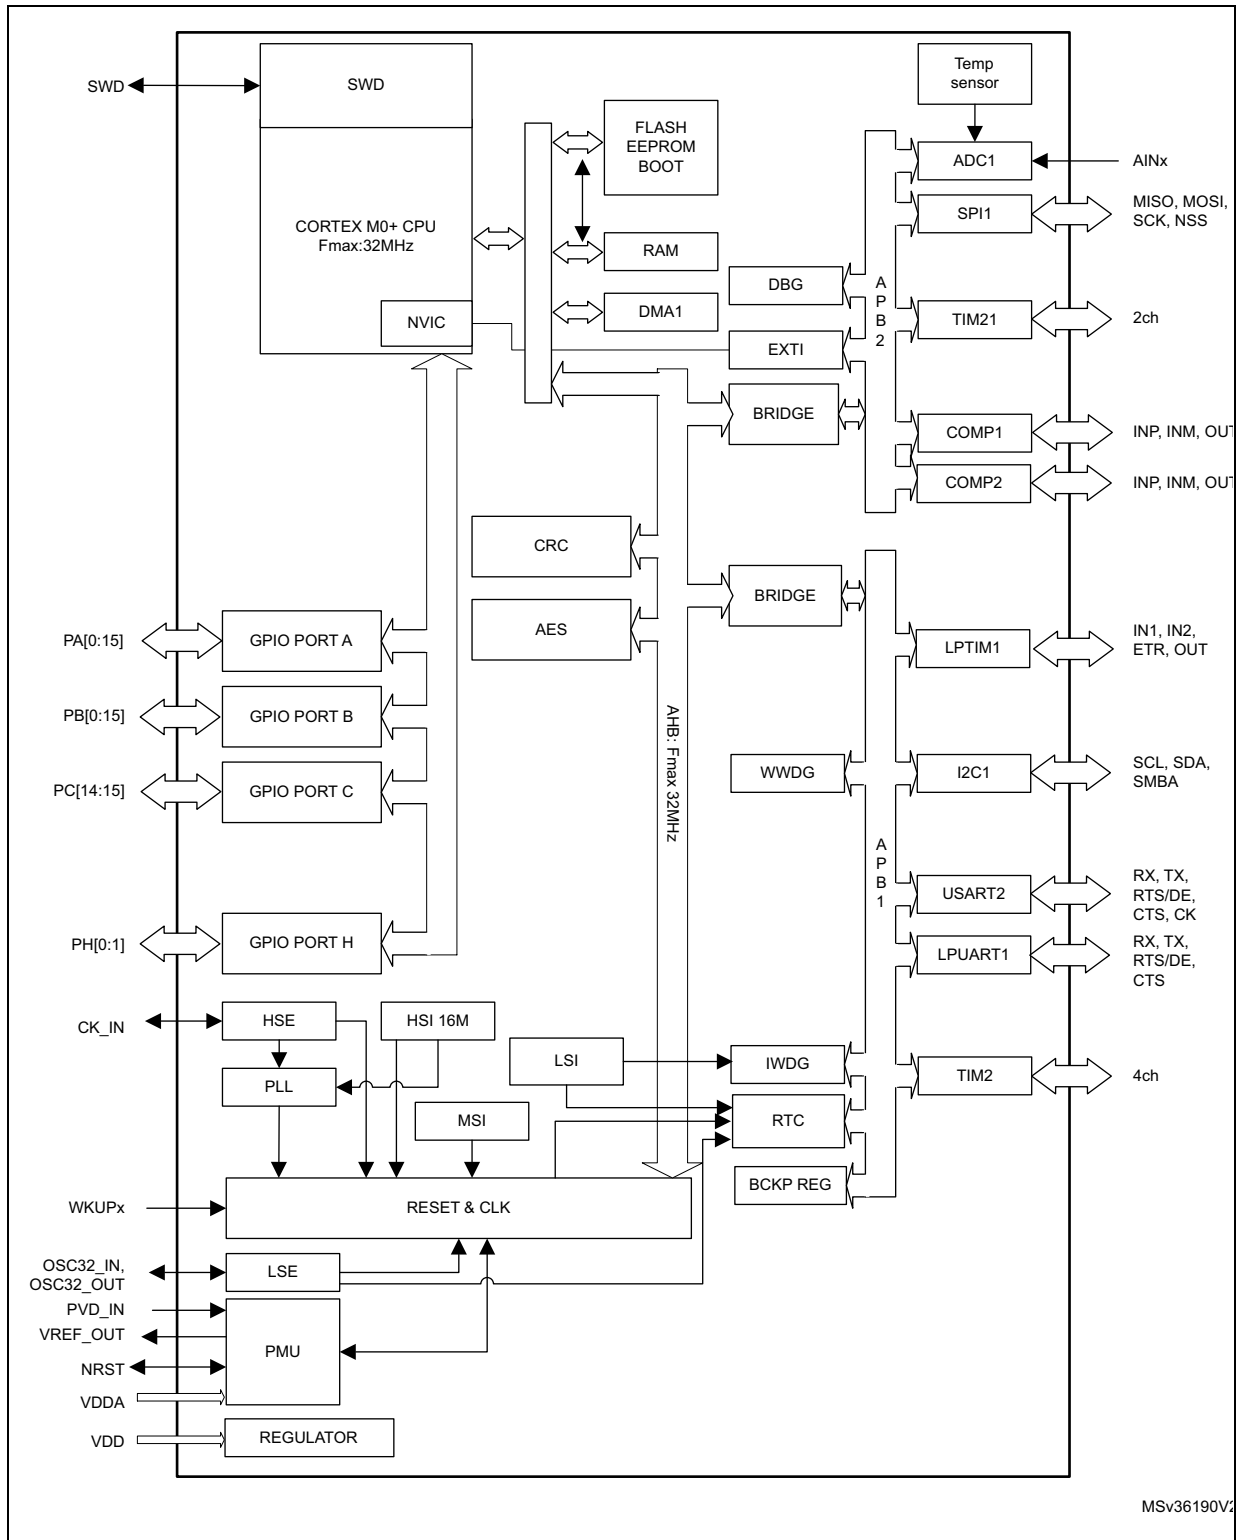 SWD
SWD
Temp
sensor
FLASH
EEPROM
BOOT
ADC1
AINx
CORTEX M0+ CPU
Fmax:32MHz
SPI1
MISO, MOSI,
SCK, NSS
RAM
DBG
A
P
B
2
DMA1
NVIC
TIM21
2ch
EXTI
BRIDGE
COMP1
INP, INM, OUT
COMP2
INP, INM, OUT
CRC
BRIDGE
AES
PA[0:15]
GPIO PORT A
LPTIM1
IN1, IN2,
ETR, OUT
PB[0:15]
GPIO PORT B
AHB: Fmax 32MHz
WWDG
I2C1
SCL, SDA,
SMBA
PC[14:15]
GPIO PORT C
A
P
B
1
USART2
RX, TX,
RTS/DE,
CTS, CK
PH[0:1]
GPIO PORT H
LPUART1
RX, TX,
RTS/DE,
CTS
CK_IN
HSE
HSI 16M
LSI
IWDG
PLL
TIM2
4ch
MSI
RTC
BCKP REG
WKUPx
RESET & CLK
OSC32_IN,
OSC32_OUT
LSE
PVD_IN
VREF_OUT
PMU
NRST
VDDA
VDD
REGULATOR
MSv36190V2